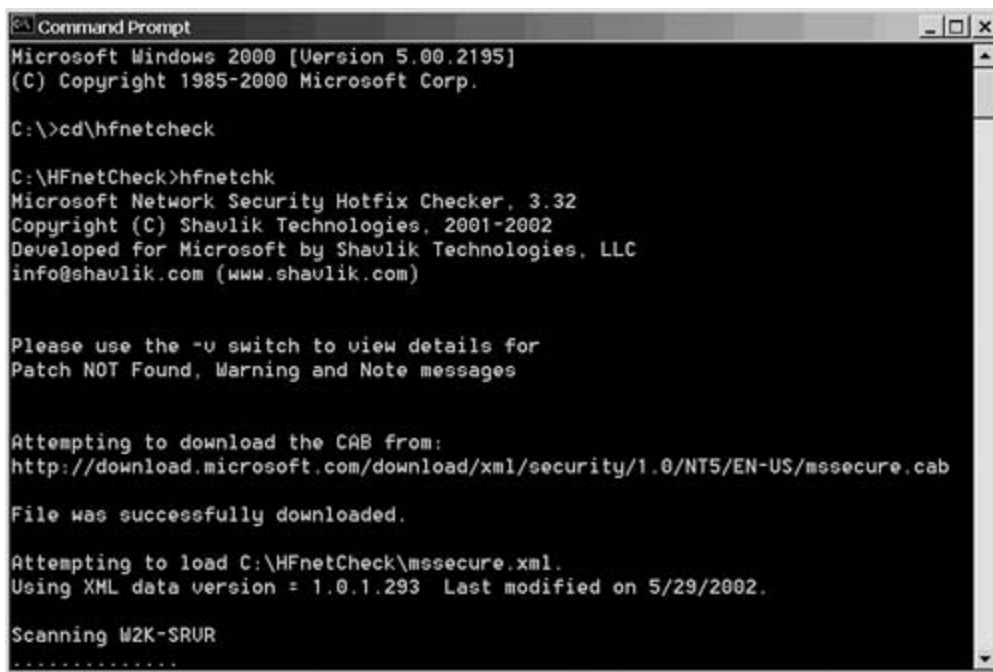 Command Prompt
Microsoft Windows 2000 [Version 5.00.2195]
(C) Copyright 1985-2000 Microsoft Corp.
C:\>cd\hfnetcheck
C:\HFnetCheck>hfnetchk
Microsoft Network Security Hotfix Checker, 3.32
Copyright (C) Shavlik Technologies, 2001-2002
Developed for Microsoft by Shavlik Technologies, LLC
info@shavlik.com (www.shavlik.com)
Please use the -v switch to view details for
Patch NOT Found, Warning and Note messages
Attempting to download the CAB from:
http://download.microsoft.com/download/xml/security/1.0/NT5/EN-US/mssecure.cab
File was successfully downloaded.
Attempting to load C:\HFnetCheck\mssecure.xml.
Using XML data version = 1.0.1.293  Last modified on 5/29/2002.
Scanning W2K-SRVR
..............